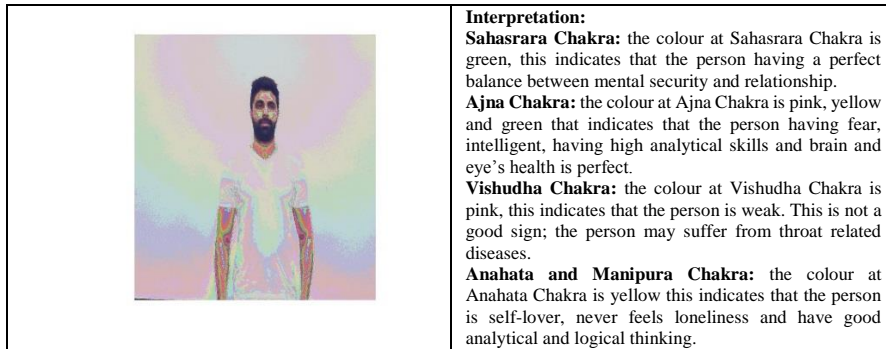 Interpretation:
Sahasrara Chakra: the colour at Sahasrara Chakra is
green, this indicates that the person having a perfect
balance between mental security and relationship.
Ajna Chakra: the colour at Ajna Chakra is pink, yellow
and green that indicates that the person having fear,
intelligent, having high analytical skills and brain and
eye’s health is perfect.
Vishudha Chakra: the colour at Vishudha Chakra is
pink, this indicates that the person is weak. This is not a
good sign; the person may suffer from throat related
diseases.
Anahata and Manipura Chakra: the colour at
Anahata Chakra is yellow this indicates that the person
is self-lover, never feels loneliness and have good
analytical and logical thinking.